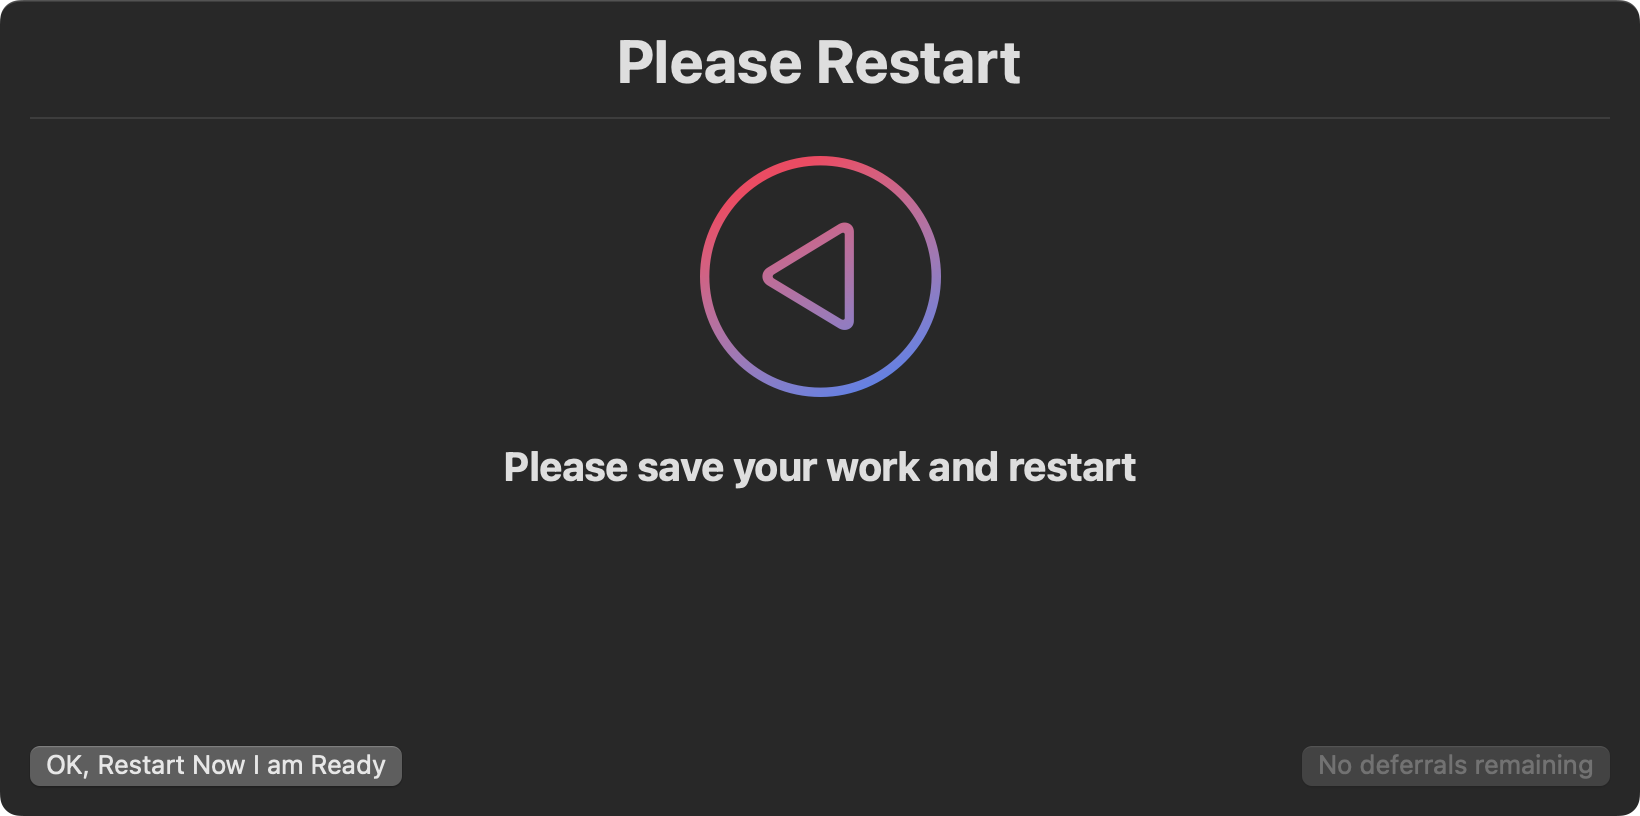 Please Restart
Please save your work and restart
OK, Restart Now I am Ready
No deferrals remaining